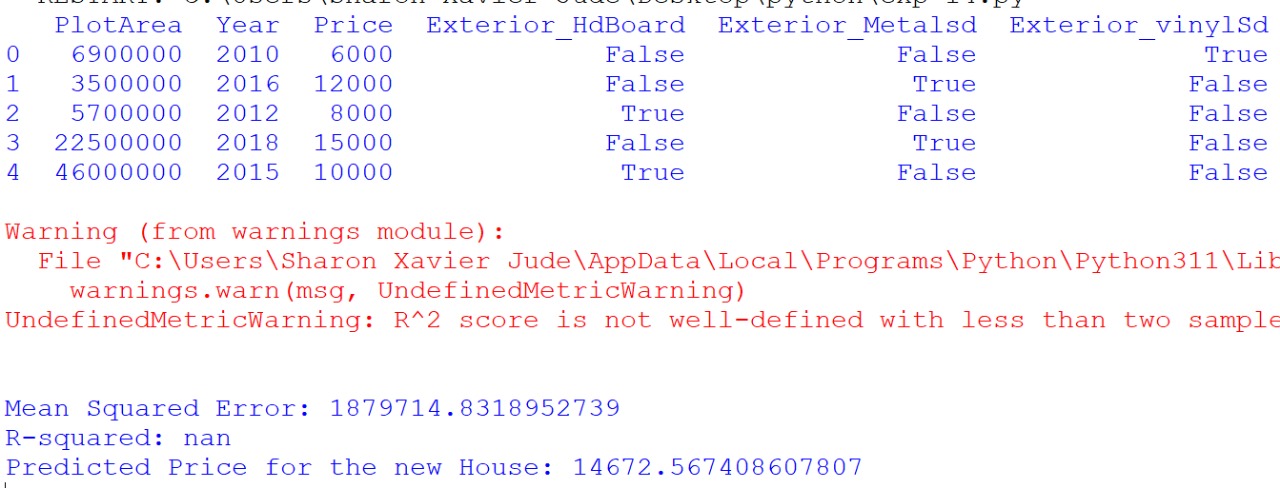 PlotArea Year Price Exterior_HdBoard Exterior_Metalsd Exterior_vinylSd
0 6900000 2010 6000 False False True
1 3500000 2016 12000 False True False
2 5700000 2012 8000 True False False
3 22500000 2018 15000 False True False
4 46000000 2015 10000 True False False
Warning (from warnings module):
File "C:\Users\Sharon Xavier Jude\AppData\Local\Programs\Python\Python311\Lib
warnings.warn(msg, UndefinedMetricWarning)
UndefinedMetricWarning: R^2 score is not well-defined with less than two sample
Mean Squared Error: 1879714.8318952739
R-squared: nan
Predicted Price for the new House: 14672.567408607807